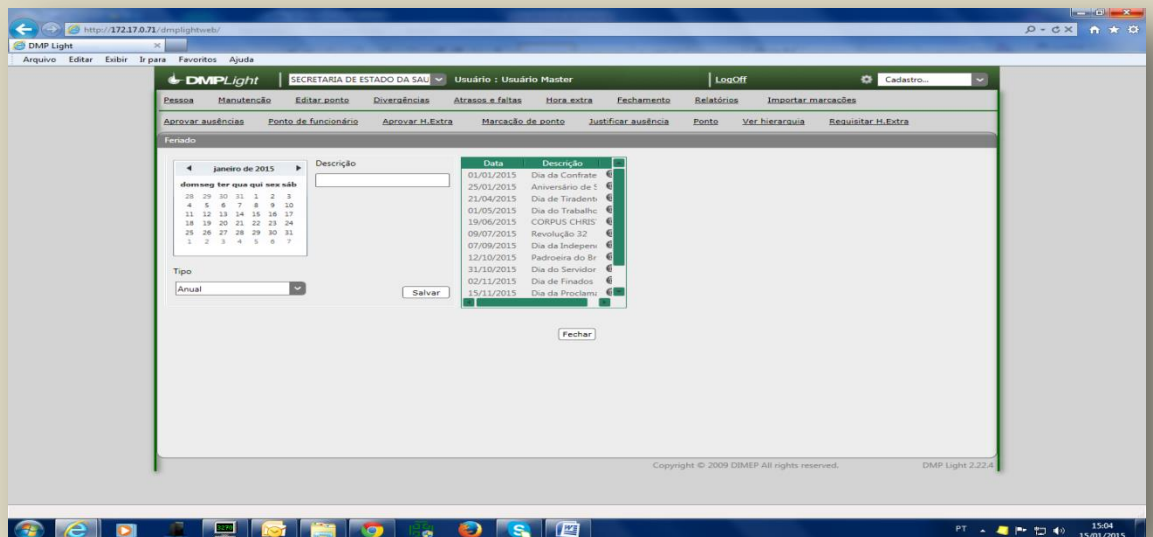 http://172.17.0.71/dmplightweb/
DMP Light
Arquivo Editar Exibir Ir para Favoritos Ajuda
DMPLight SECRETARIA DE ESTADO DA SAU Usuário : Usuário Master LogOff Cadastro...
Pessoa Manutenção Editar ponto Divergências Atrasos e faltas Hora extra Fechamento Relatórios Importar marcações
Aprovar ausências Ponto de funcionário Aprovar H.Extra Marcação de ponto Justificar ausência Ponto Ver hierarquia Requisitar H.Extra
Feriado
janeiro de 2015
dom seg ter qua qui sex sáb
28 29 30 31 1 2 3
4 5 6 7 8 9 10
11 12 13 14 15 16 17
18 19 20 21 22 23 24
25 26 27 28 29 30 31
1 2 3 4 5 6 7
Descrição
Tipo
Anual
Salvar
Data Descrição
01/01/2015 Dia da Confrate
25/01/2015 Aniversário de S
21/04/2015 Dia de Tiradent
01/05/2015 Dia do Trabalho
19/06/2015 CORPUS CHRIS
09/07/2015 Revolução 32
07/09/2015 Dia da Indepen
12/10/2015 Padroeira do Br
31/10/2015 Dia do Servidor
02/11/2015 Dia de Finados
15/11/2015 Dia da Proclama
Fechar
Copyright © 2009 DIMEP All rights reserved. DMP Light 2.22.4
PT 15:04
15/01/2015